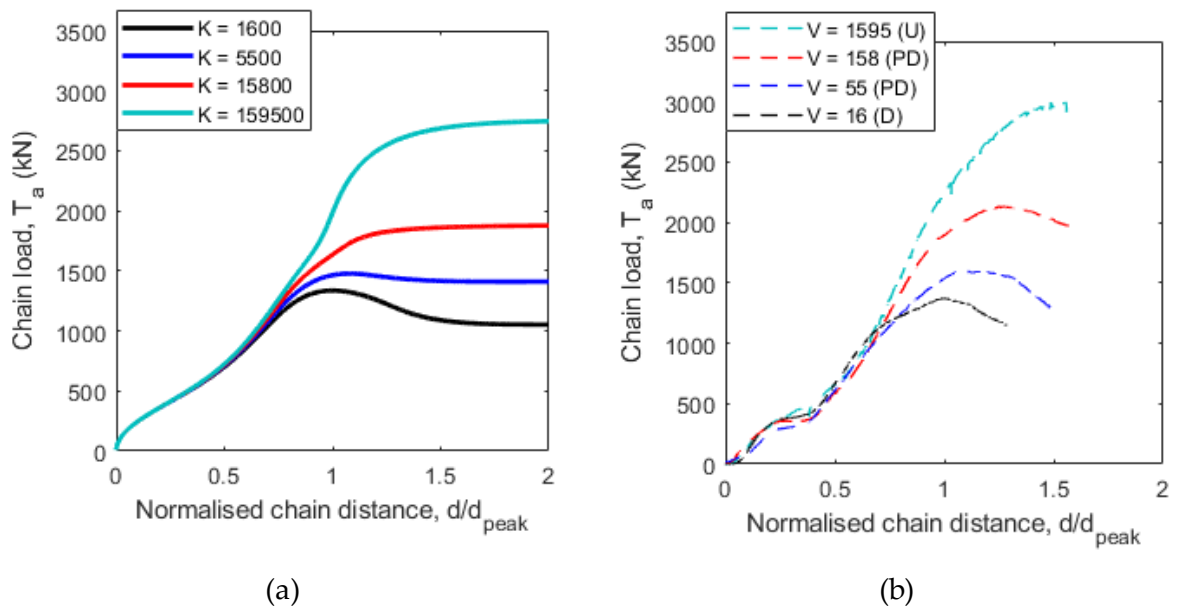 K = 1600
K = 5500
K = 15800
K = 159500
3500
3000
2500
2000
1500
1000
500
0
Chain load, T_a (kN)
0 0.5 1 1.5 2
Normalised chain distance, d/d_peak
(a)
V = 1595 (U)
V = 158 (PD)
V = 55 (PD)
V = 16 (D)
3500
3000
2500
2000
1500
1000
500
0
Chain load, T_a (kN)
0 0.5 1 1.5 2
Normalised chain distance, d/d_peak
(b)